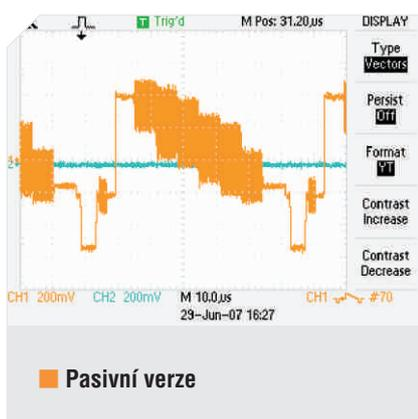 T Trig'd M Pos: 31.20µs DISPLAY
Type
Vectors
Persist
Off
Format
YT
Contrast
Increase
Contrast
Decrease
2
CH1 200mV CH2 200mV M 10.0µs CH1 #70
29-Jun-07 16:27
Pasivní verze